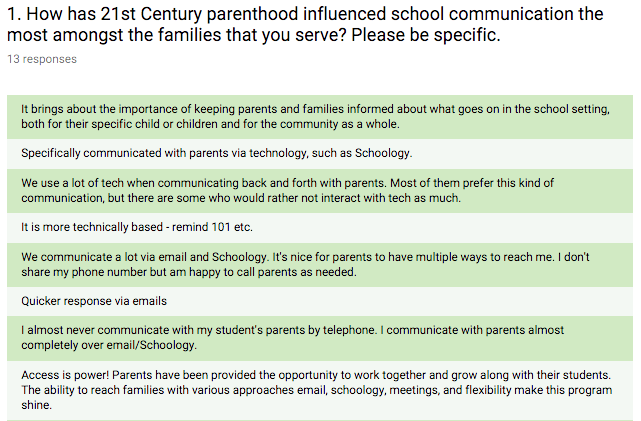 1. How has 21st Century parenthood influenced school communication the
most amongst the families that you serve? Please be specific.
13 responses
It brings about the importance of keeping parents and families informed about what goes on in the school setting,
both for their specific child or children and for the community as a whole.
Specifically communicated with parents via technology, such as Schoology.
We use a lot of tech when communicating back and forth with parents. Most of them prefer this kind of
communication, but there are some who would rather not interact with tech as much.
It is more technically based - remind 101 etc.
We communicate a lot via email and Schoology. It's nice for parents to have multiple ways to reach me. I don't
share my phone number but am happy to call parents as needed.
Quicker response via emails
I almost never communicate with my student's parents by telephone. I communicate with parents almost
completely over email/Schoology.
Access is power! Parents have been provided the opportunity to work together and grow along with their students.
The ability to reach families with various approaches email, schoology, meetings, and flexibility make this program
shine.